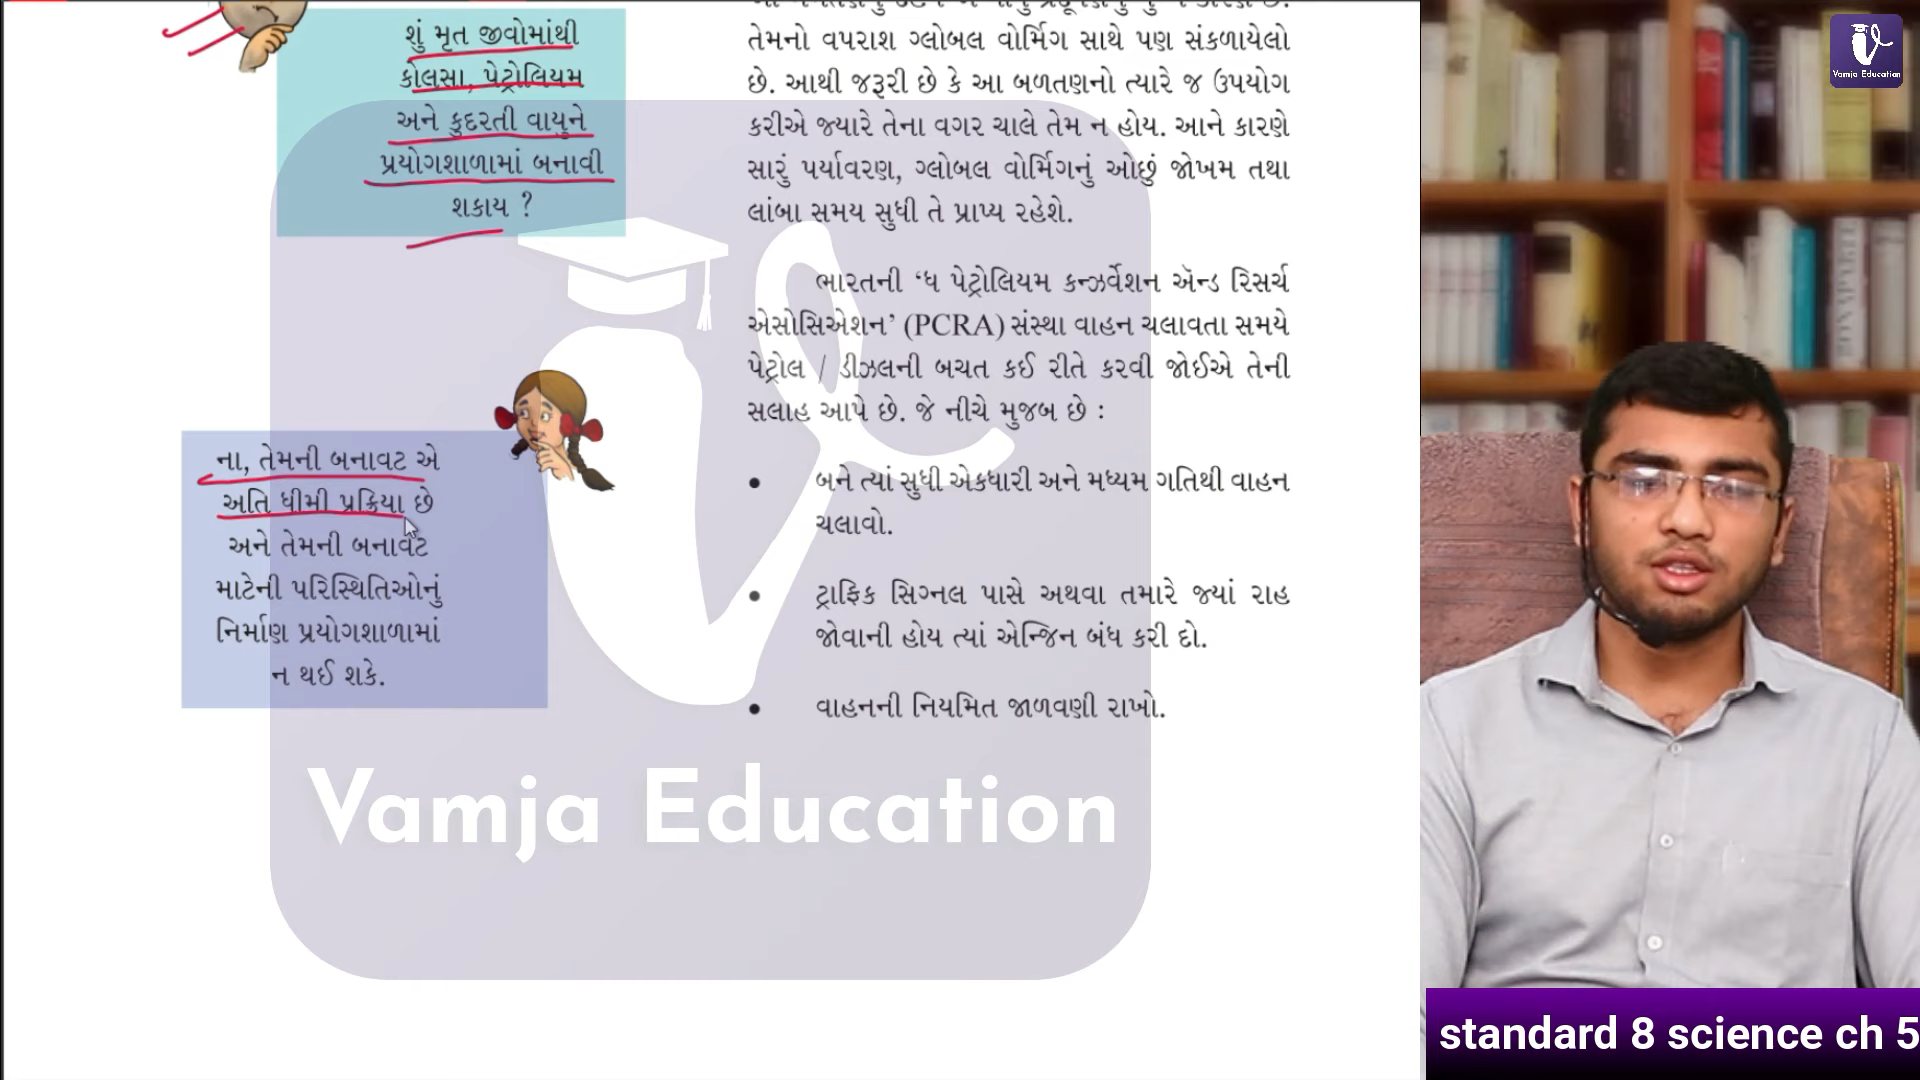 શું મૃત જીવોમાંથી
કોલસા, પેટ્રોલિયમ
અને કુદરતી વાયુને
પ્રયોગશાળામાં બનાવી
શકાય ?
ના, તેમની બનાવટ એ
અતિ ધીમી પ્રક્રિયા છે
અને તેમની બનાવટ
માટેની પરિસ્થિતિઓનું
નિર્માણ પ્રયોગશાળામાં
ન થઈ શકે.
તેમનો વપરાશ ગ્લોબલ વોર્મિંગ સાથે પણ સંકળાયેલો
છે. આથી જરૂરી છે કે આ બળતણનો ત્યારે જ ઉપયોગ
કરીએ જ્યારે તેના વગર ચાલે તેમ ન હોય. આને કારણે
સારું પર્યાવરણ, ગ્લોબલ વોર્મિંગનું ઓછું જોખમ તથા
લાંબા સમય સુધી તે પ્રાપ્ય રહેશે.
ભારતની ‘ધ પેટ્રોલિયમ કન્ઝર્વેશન ઍન્ડ રિસર્ચ
એસોસિએશન’ (PCRA) સંસ્થા વાહન ચલાવતા સમયે
પેટ્રોલ / ડીઝલની બચત કઈ રીતે કરવી જોઈએ તેની
સલાહ આપે છે. જે નીચે મુજબ છે :
• બને ત્યાં સુધી એકધારી અને મધ્યમ ગતિથી વાહન
ચલાવો.
• ટ્રાફિક સિગ્નલ પાસે અથવા તમારે જ્યાં રાહ
જોવાની હોય ત્યાં એન્જિન બંધ કરી દો.
• વાહનની નિયમિત જાળવણી રાખો.
Vamja Education
Vamja Education
standard 8 science ch 5